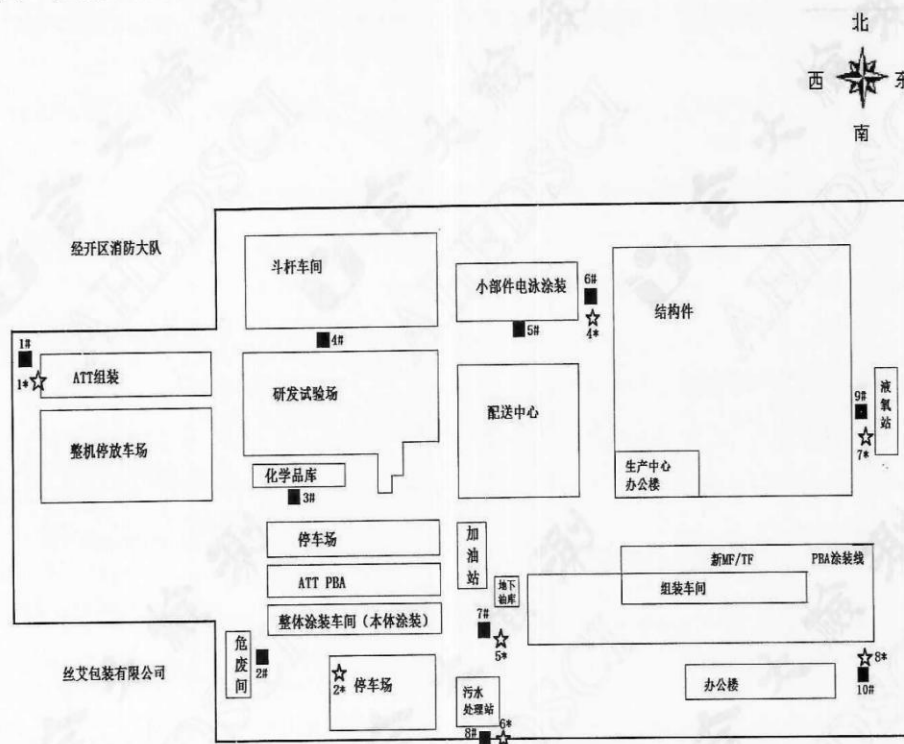 北
西
东
南
经开区消防大队
斗杆车间
小部件电泳涂装
6#
结构件
4*
5#
4#
1#
1*
ATT组装
研发试验场
配送中心
9#
液氧站
7*
整机停放车场
化学品库
3#
生产中心
办公楼
停车场
加油站
新MF/TF
PBA涂装线
ATT PBA
地下
油库
组装车间
整体涂装车间（本体涂装）
7#
5*
危废间
2#
丝艾包装有限公司
2*
停车场
污水
处理站
办公楼
8*
10#
6*
8#